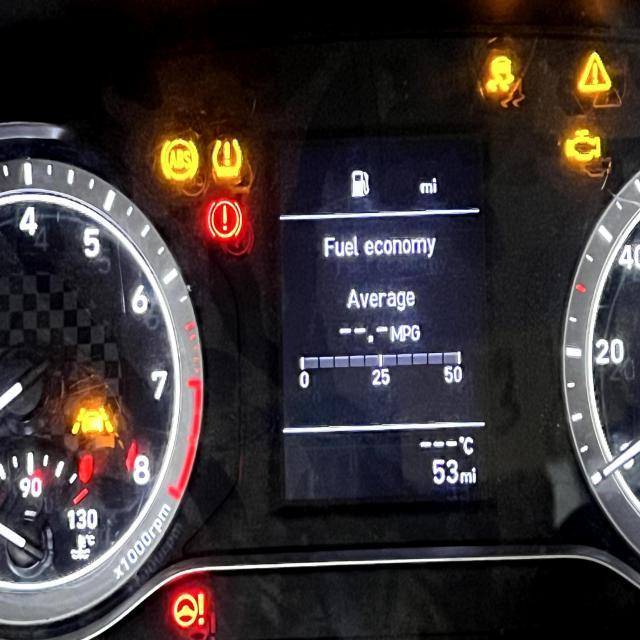 ABS
mi
Fuel economy
Average
--.-MPG
0 25 50
---°C
53mi
4
5
6
7
8
x1000rpm
90
130
°C
40
20